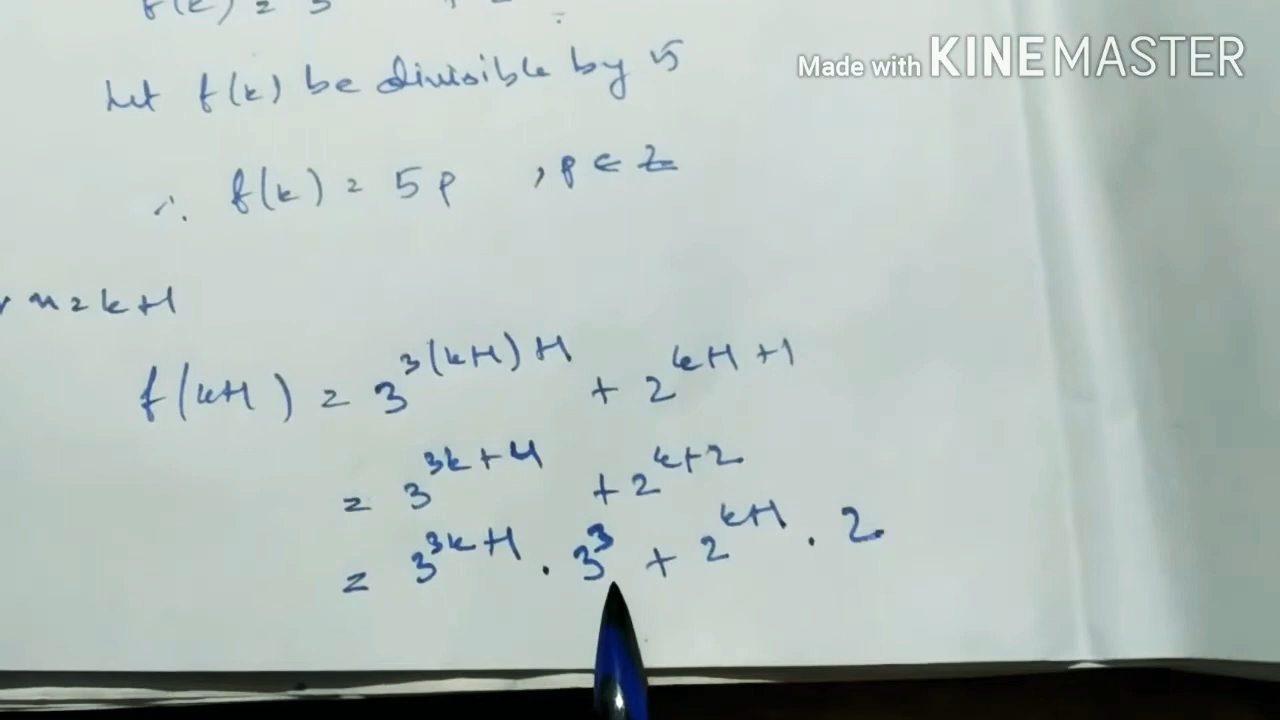 Made with KINEMASTER
Let f(k) be divisible by 5
∴ f(k) = 5p , p ∈ Z
n = k+1
f(k+1) = 3^{3(k+1)+1} + 2^{k+1+1}
= 3^{3k+4} + 2^{k+2}
= 3^{3k+1} . 3^3 + 2^{k+1} . 2